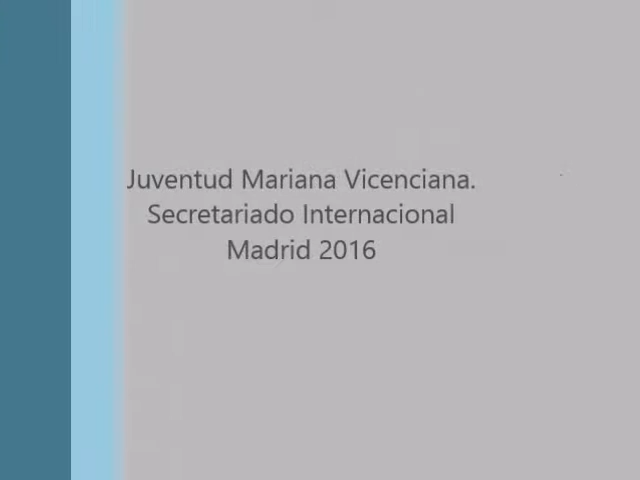 Juventud Mariana Vicenciana.
Secretariado Internacional
Madrid 2016